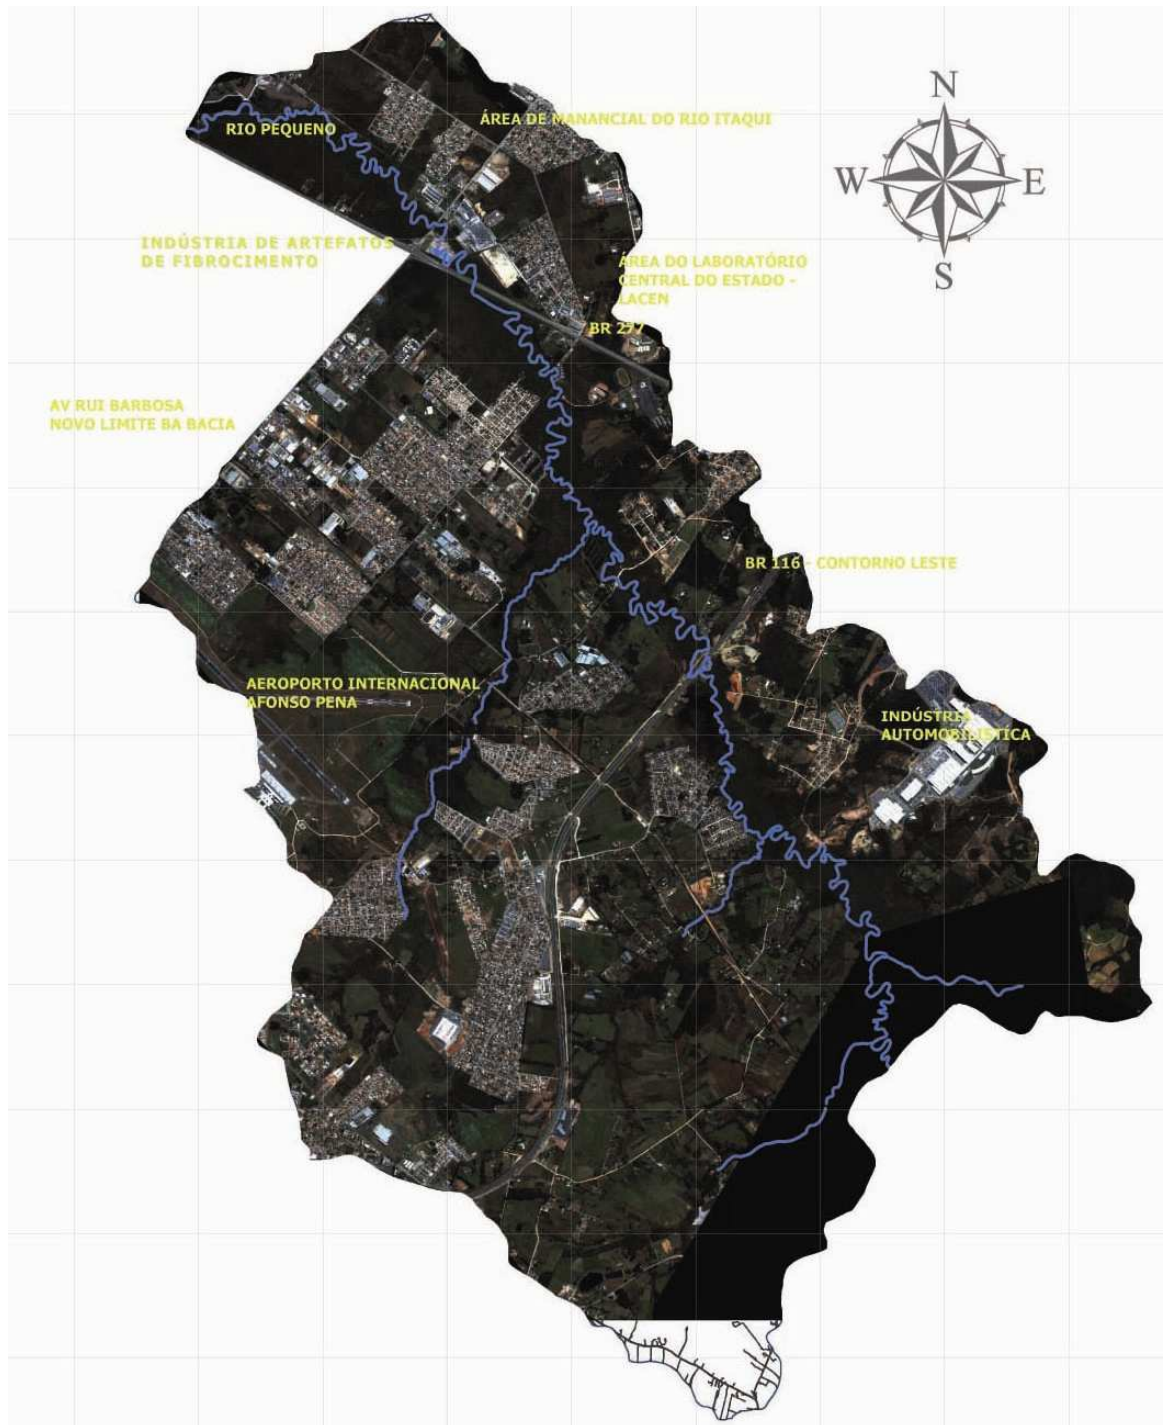 N
W
E
S
RIO PEQUENO
ÁREA DE MANANCIAL DO RIO ITAQUI
INDÚSTRIA DE ARTEFATOS
DE FIBROCIMENTO
ÁREA DO LABORATÓRIO
CENTRAL DO ESTADO -
LACEN
BR 277
AV RUI BARBOSA
NOVO LIMITE BA BACIA
BR 116 - CONTORNO LESTE
AEROPORTO INTERNACIONAL
AFONSO PENA
INDÚSTRIA
AUTOMOBILÍSTICA